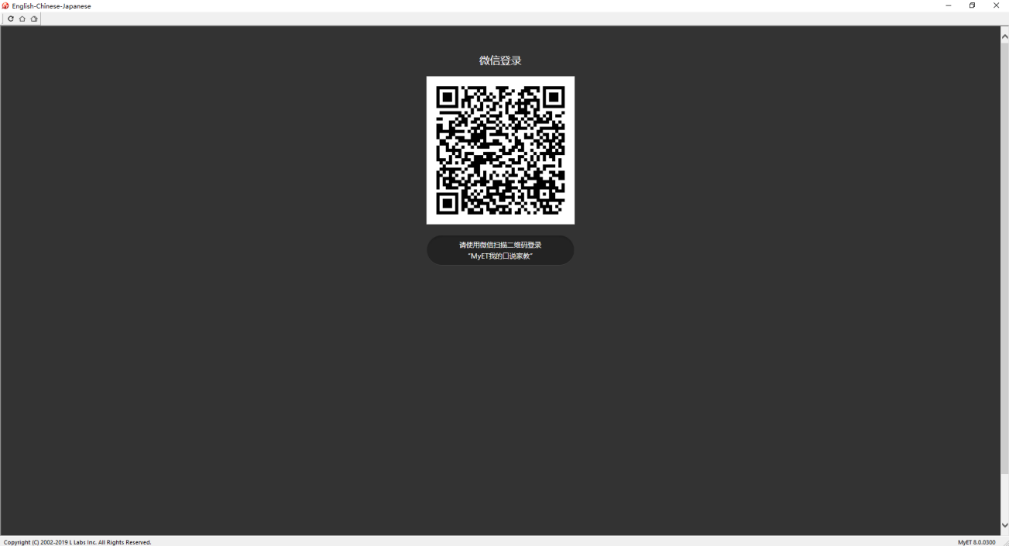 English-Chinese-Japanese
微信登录
请使用微信扫描二维码登录
“MyET我的口说家教”
Copyright (C) 2002-2019 L Labs Inc. All Rights Reserved.
MyET 8.0.0300